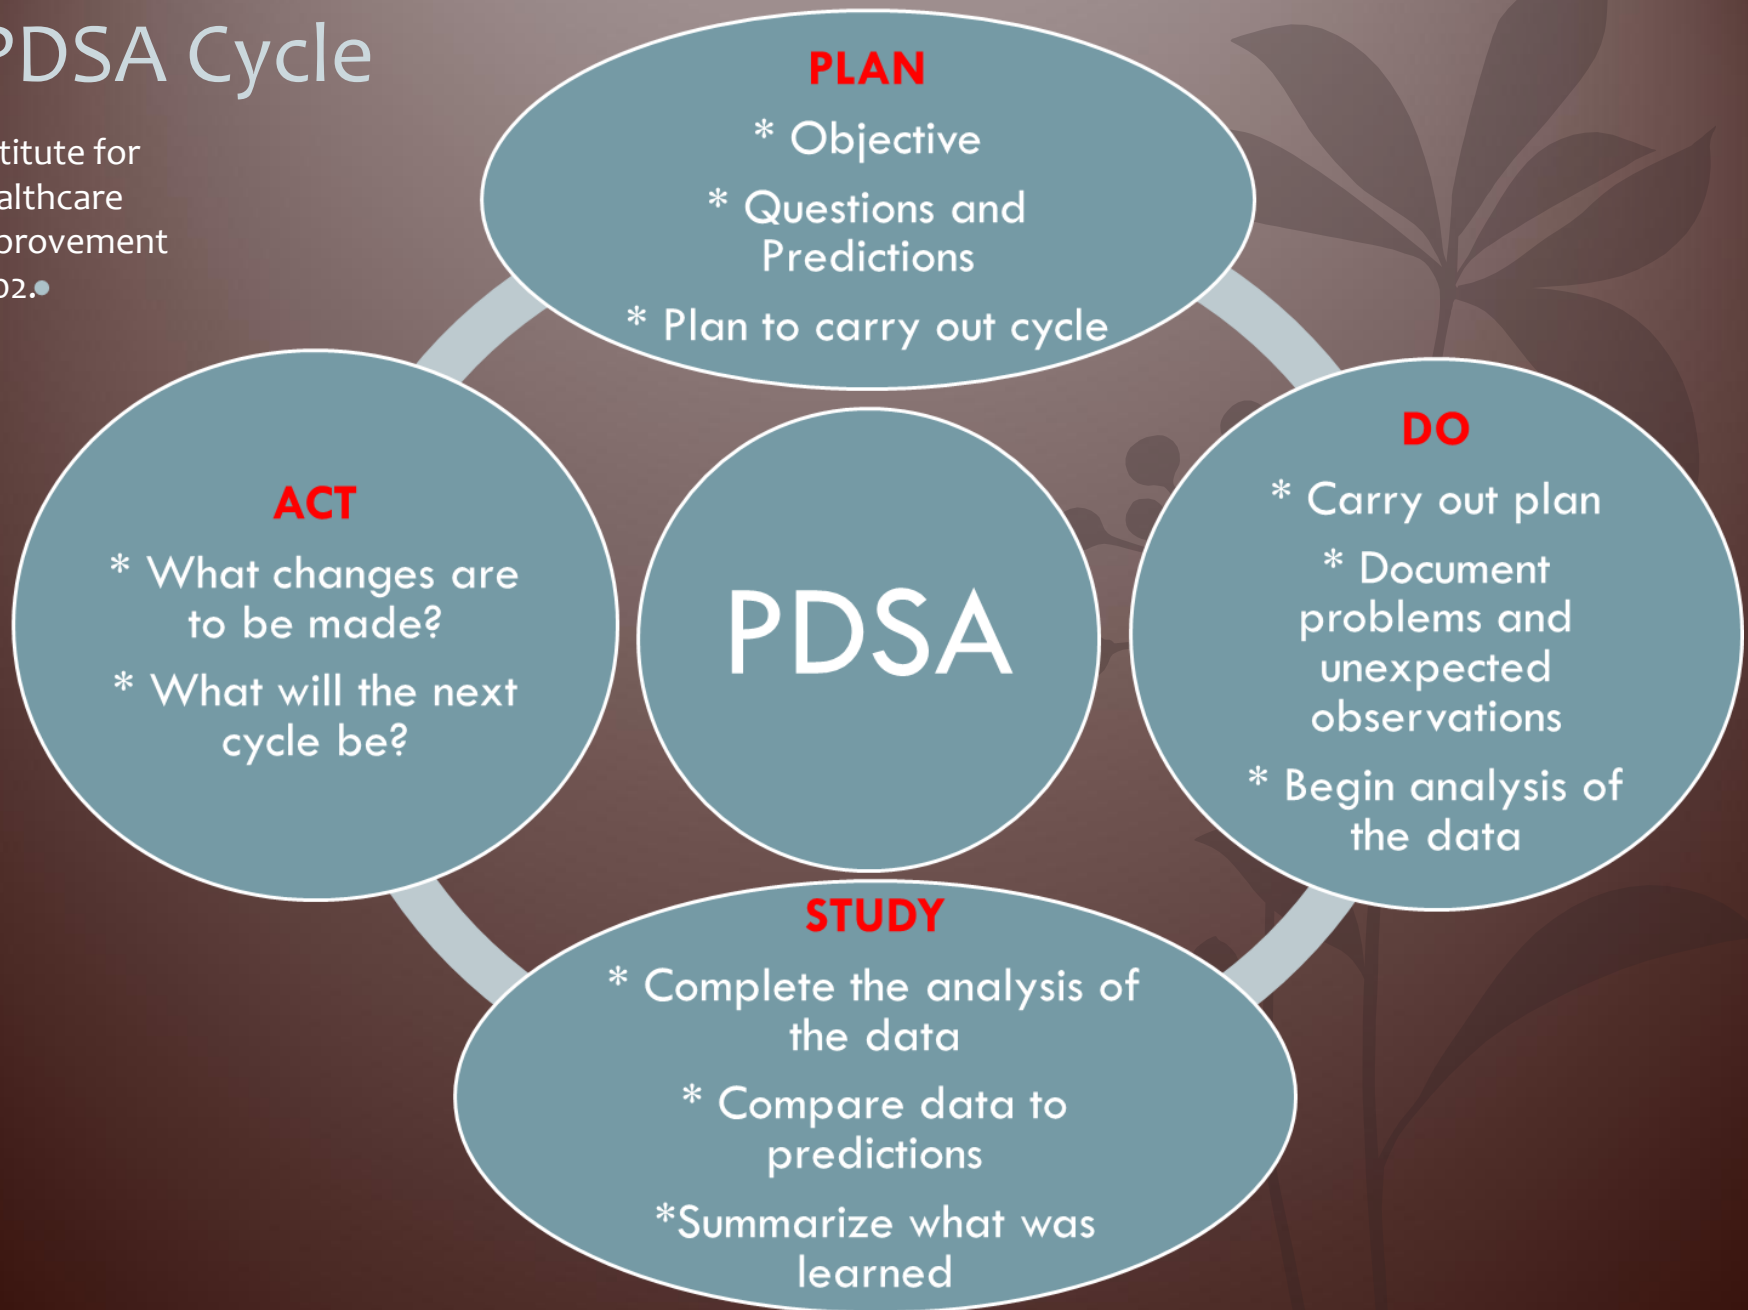 PDSA Cycle
titute for
althcare
provement
02.
PLAN
* Objective
* Questions and
Predictions
* Plan to carry out cycle
DO
* Carry out plan
* Document
problems and
unexpected
observations
* Begin analysis of
the data
STUDY
* Complete the analysis of
the data
* Compare data to
predictions
*Summarize what was
learned
ACT
* What changes are
to be made?
* What will the next
cycle be?
PDSA